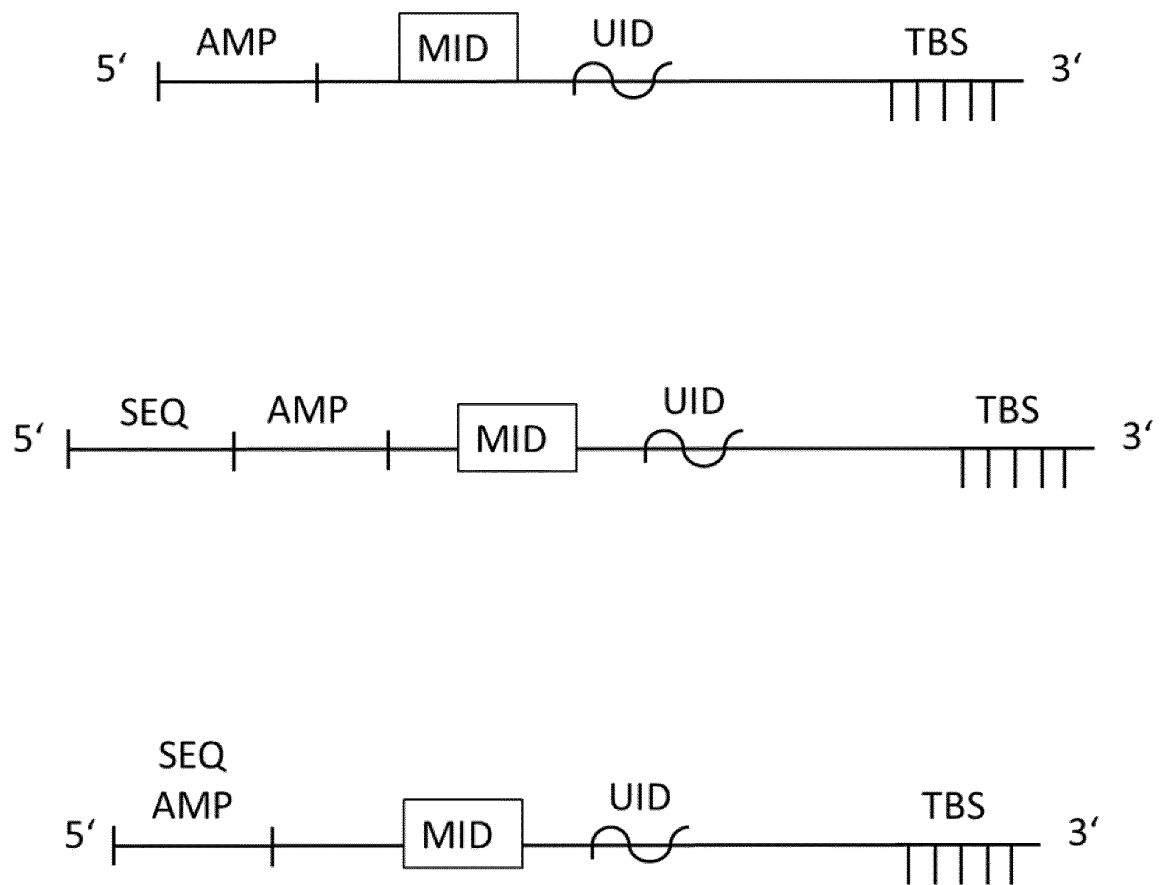 AMP MID UID TBS
5‘ 3‘
SEQ AMP MID UID TBS
5‘ 3‘
SEQ
AMP MID UID TBS
5‘ 3‘